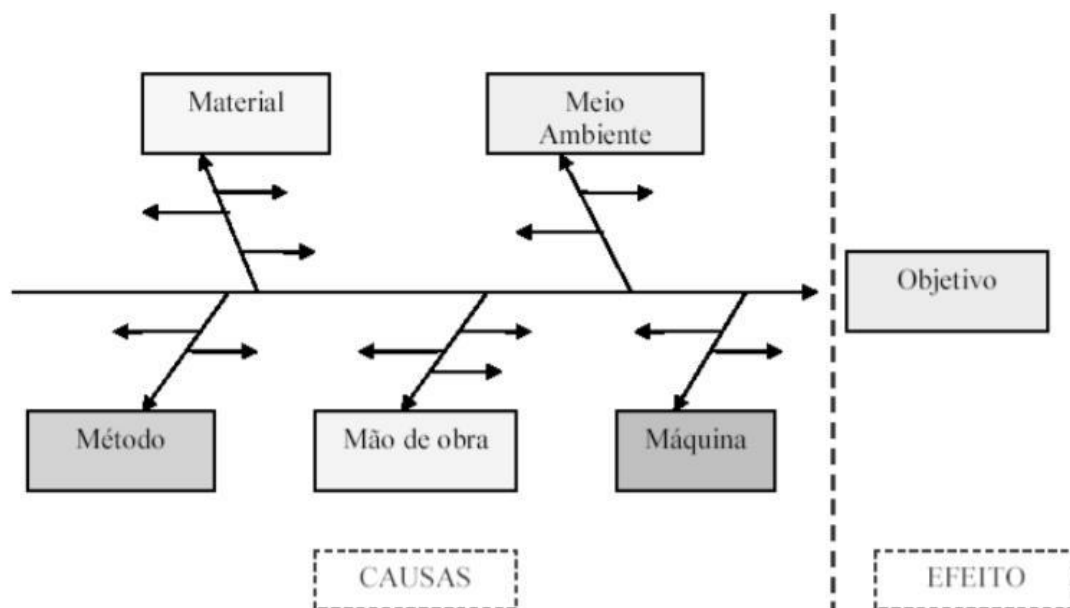 Material
Meio
Ambiente
Objetivo
Método
Mão de obra
Máquina
CAUSAS
EFEITO